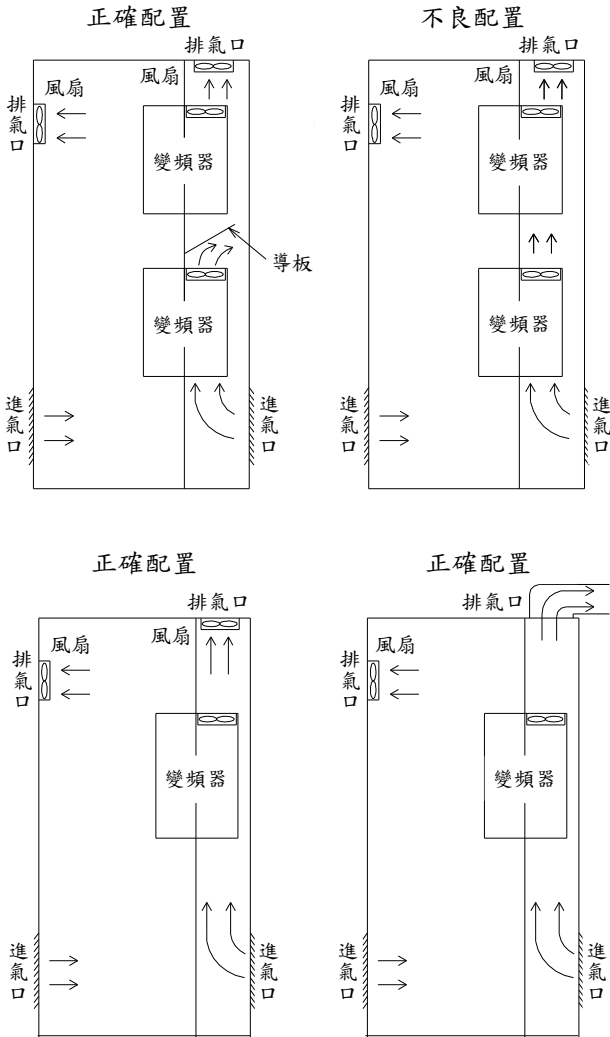 正確配置
排氣口
風扇
風扇
排氣口
變頻器
導板
變頻器
進氣口
進氣口
不良配置
排氣口
風扇
風扇
排氣口
變頻器
變頻器
進氣口
進氣口
正確配置
排氣口
風扇
風扇
排氣口
變頻器
進氣口
進氣口
正確配置
排氣口
風扇
排氣口
變頻器
進氣口
進氣口